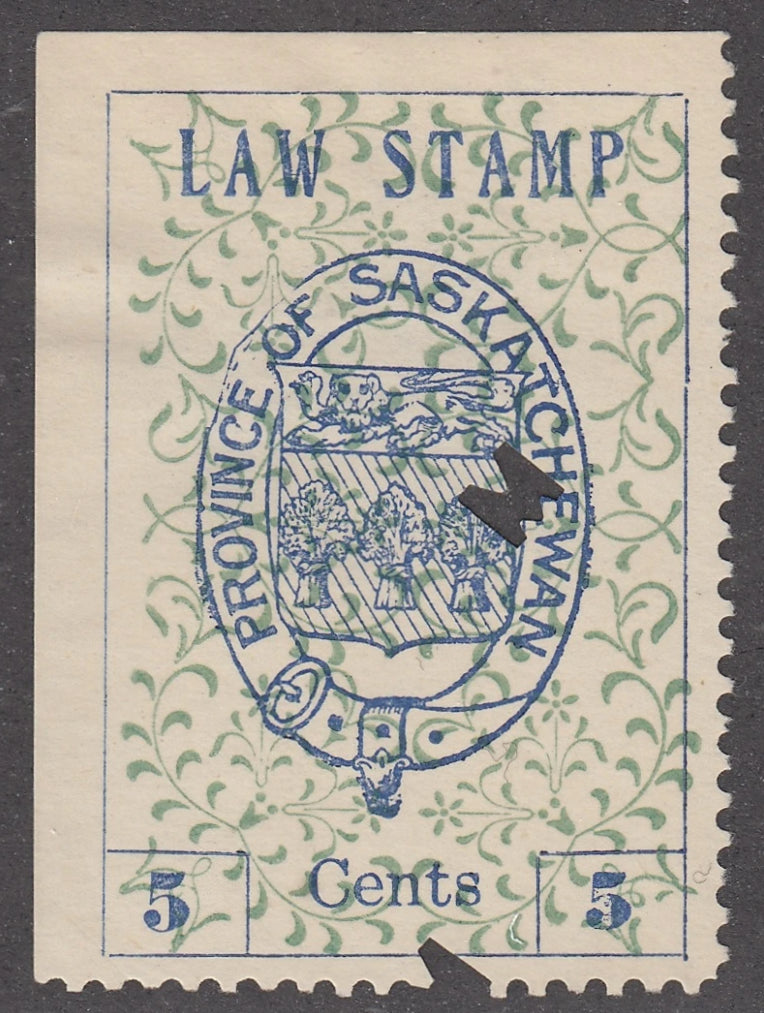 LAW STAMP
PROVINCE OF SASKATCHEWAN
5 Cents 5